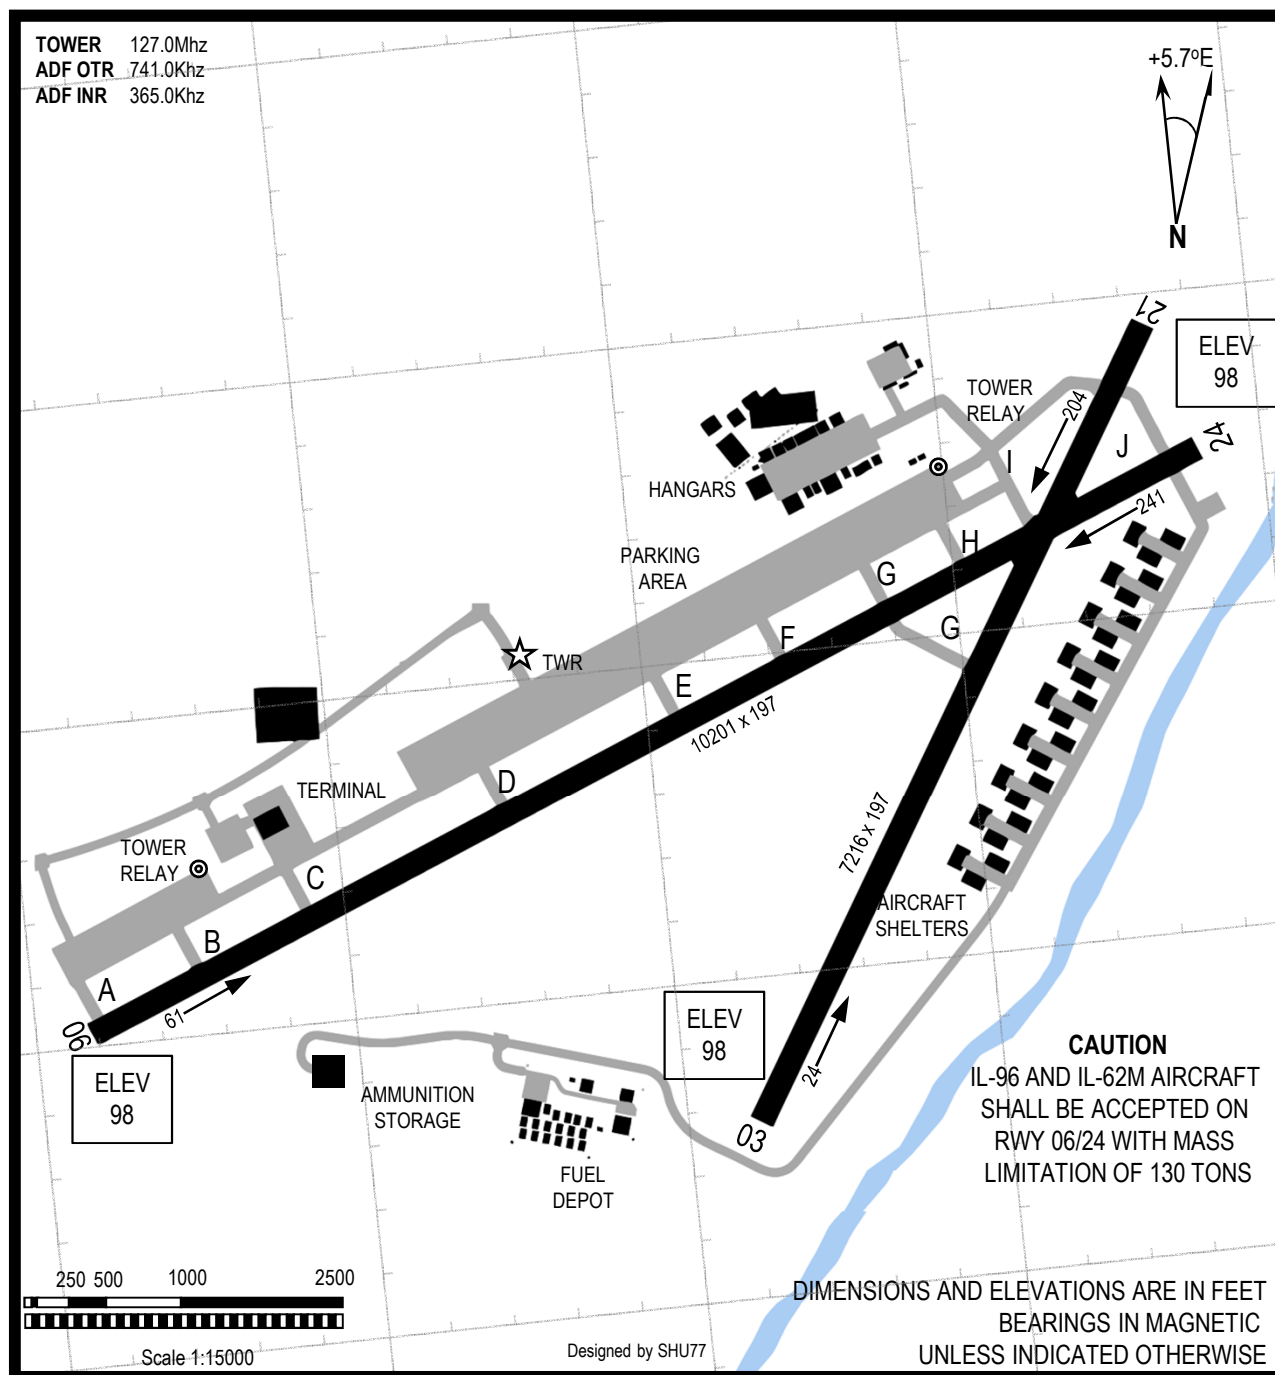 TOWER 127.0Mhz
ADF OTR 741.0Khz
ADF INR 365.0Khz
+5.7ºE
N
21
ELEV
98
24
TOWER
RELAY
204
J
I
241
HANGARS
H
PARKING
AREA
G
G
F
TWR
E
10201 x 197
D
TERMINAL
7216 x 197
TOWER
RELAY
C
AIRCRAFT
SHELTERS
B
A
61
06
ELEV
98
ELEV
98
24
03
AMMUNITION
STORAGE
FUEL
DEPOT
CAUTION
IL-96 AND IL-62M AIRCRAFT
SHALL BE ACCEPTED ON
RWY 06/24 WITH MASS
LIMITATION OF 130 TONS
250 500 1000 2500
Scale 1:15000
Designed by SHU77
DIMENSIONS AND ELEVATIONS ARE IN FEET
BEARINGS IN MAGNETIC
UNLESS INDICATED OTHERWISE